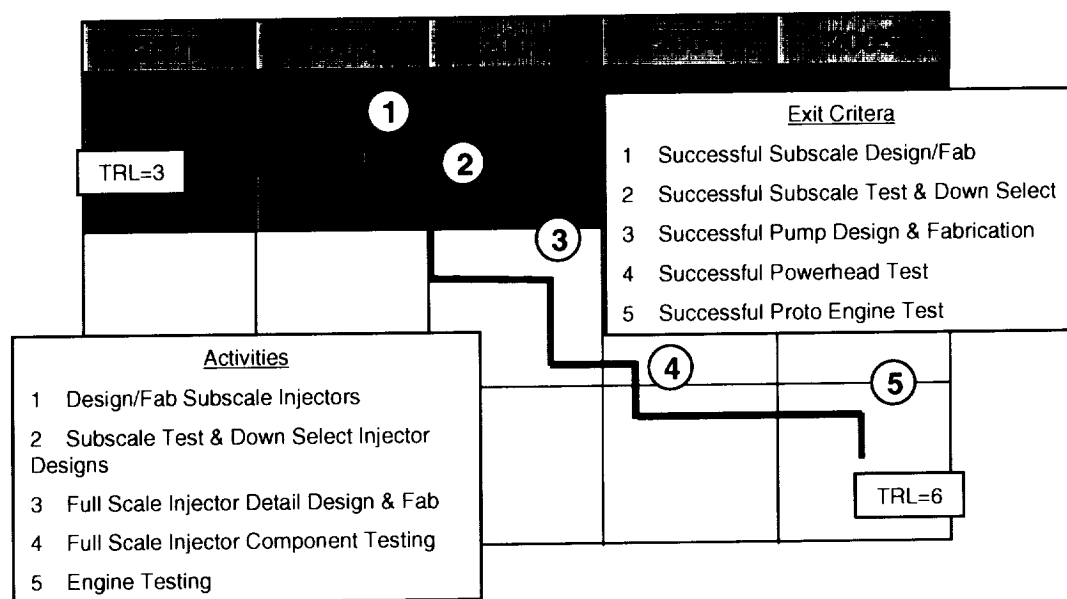 1
Exit Critera
1 Successful Subscale Design/Fab
TRL=3
2
2 Successful Subscale Test & Down Select
3
3 Successful Pump Design & Fabrication
4 Successful Powerhead Test
5 Successful Proto Engine Test
Activities
4
5
1 Design/Fab Subscale Injectors
2 Subscale Test & Down Select Injector
Designs
3 Full Scale Injector Detail Design & Fab
TRL=6
4 Full Scale Injector Component Testing
5 Engine Testing